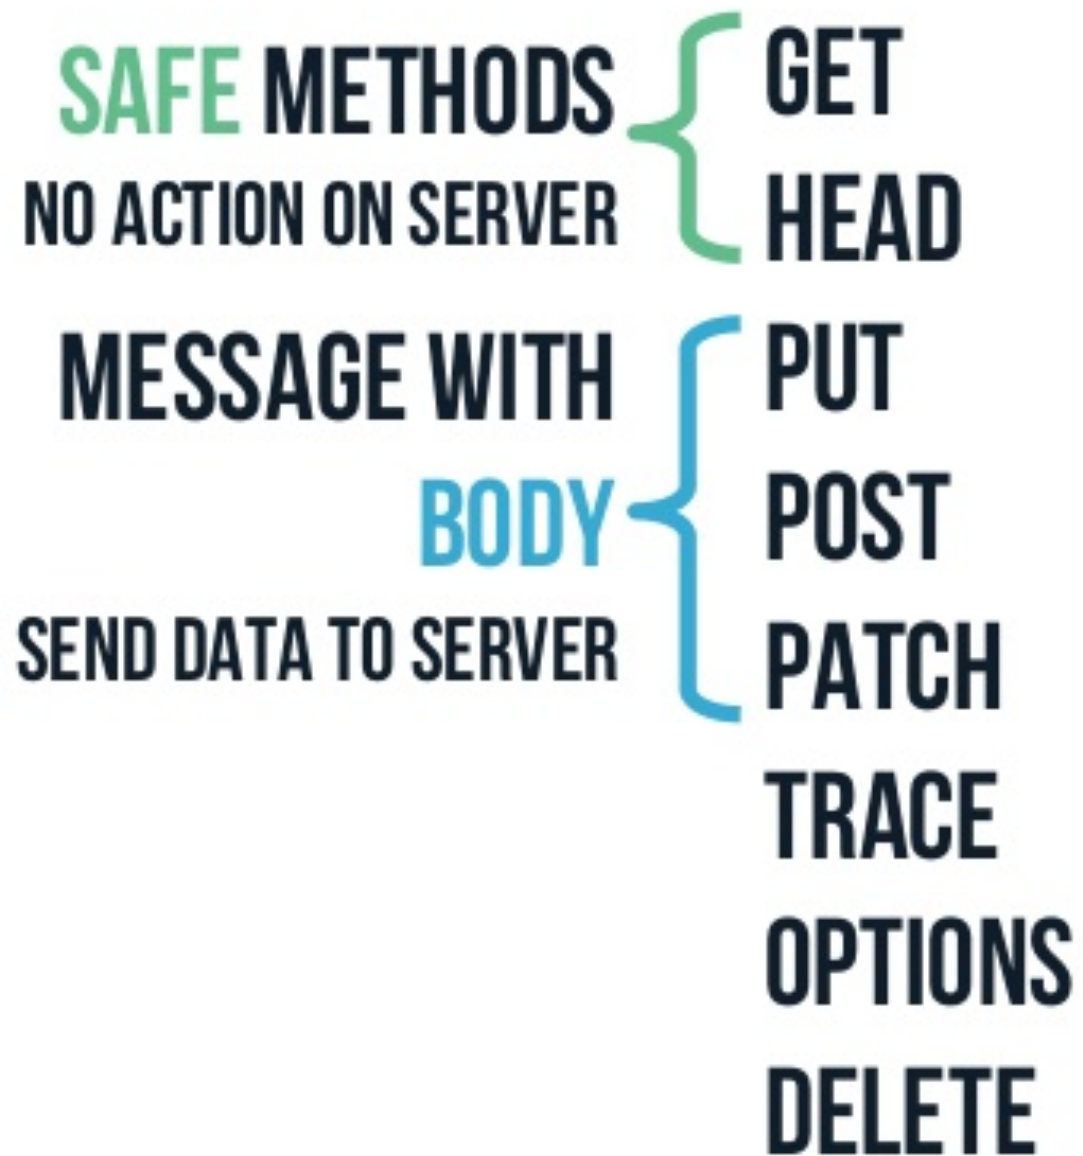 SAFE METHODS
NO ACTION ON SERVER
MESSAGE WITH
BODY
SEND DATA TO SERVER
GET
HEAD
PUT
POST
PATCH
TRACE
OPTIONS
DELETE